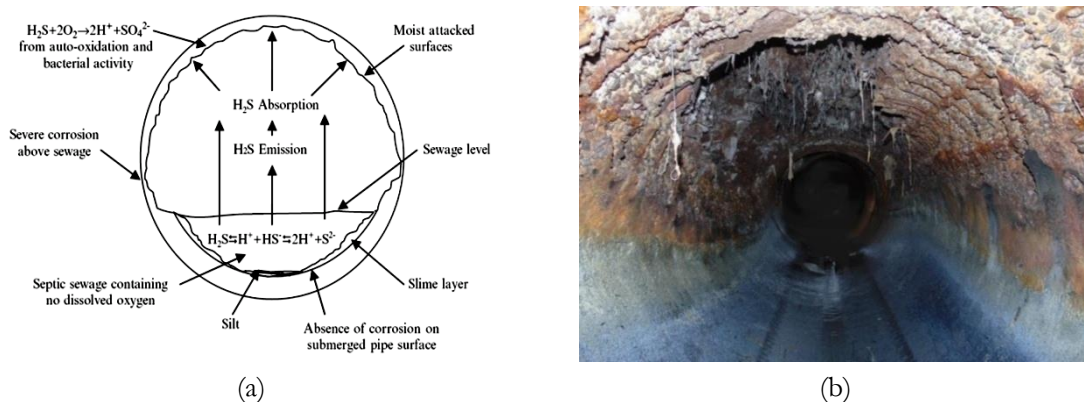 H₂S+2O₂→2H⁺+SO₄²⁻
from auto-oxidation and
bacterial activity
Moist attacked
surfaces
H₂S Absorption
Severe corrosion
above sewage
H2S Emission
Sewage level
H₂S⇆H⁺+HS⁻⇆2H⁺+S²⁻
Septic sewage containing
no dissolved oxygen
Slime layer
Silt
Absence of corrosion on
submerged pipe surface
(a)
(b)